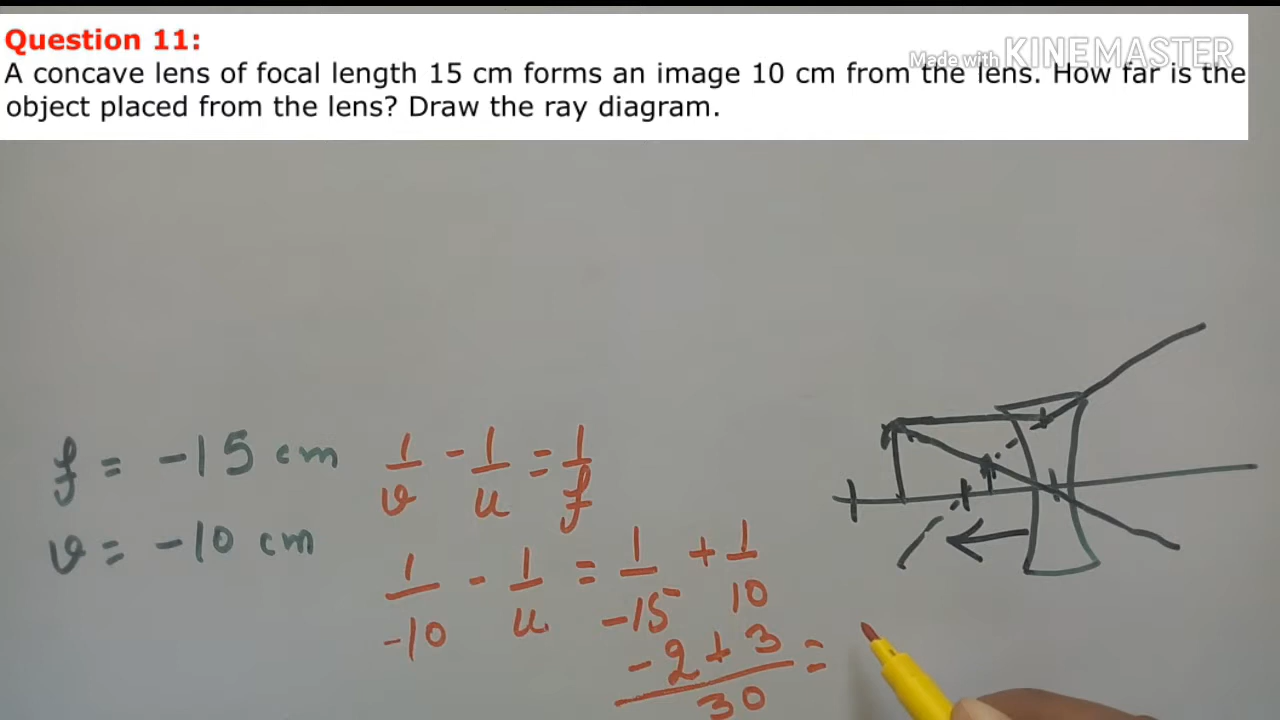 Question 11:
Made with KINEMASTER
A concave lens of focal length 15 cm forms an image 10 cm from the lens. How far is the
object placed from the lens? Draw the ray diagram.
f = -15 cm
v = -10 cm
1/v - 1/u = 1/f
1/-10 - 1/u = 1/-15 + 1/10
-2+3/30 =